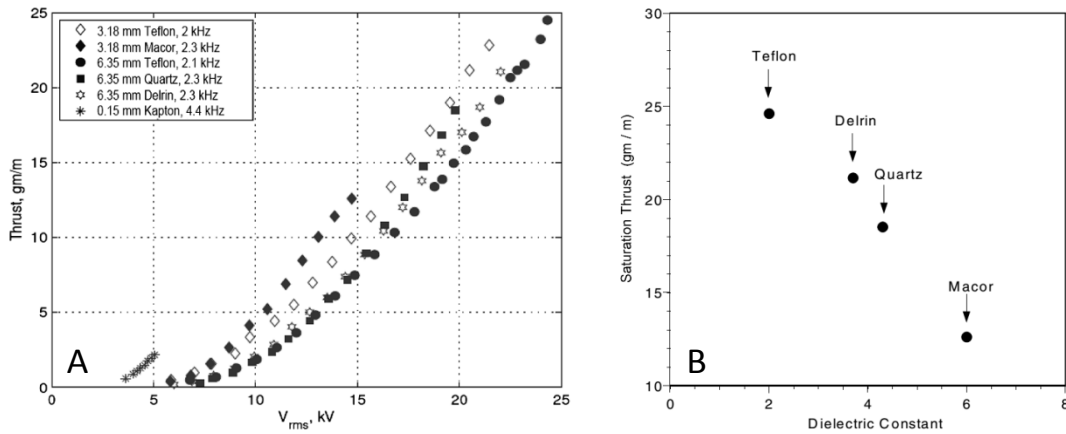 A
25
20
15
10
5
0
0 5 10 15 20 25
Thrust, gm/m
V_rms, kV
3.18 mm Teflon, 2 kHz
3.18 mm Macor, 2.3 kHz
6.35 mm Teflon, 2.1 kHz
6.35 mm Quartz, 2.3 kHz
6.35 mm Delrin, 2.3 kHz
0.15 mm Kapton, 4.4 kHz
B
30
25
20
15
10
0 2 4 6 8
Saturation Thrust (gm / m)
Dielectric Constant
Teflon
Delrin
Quartz
Macor